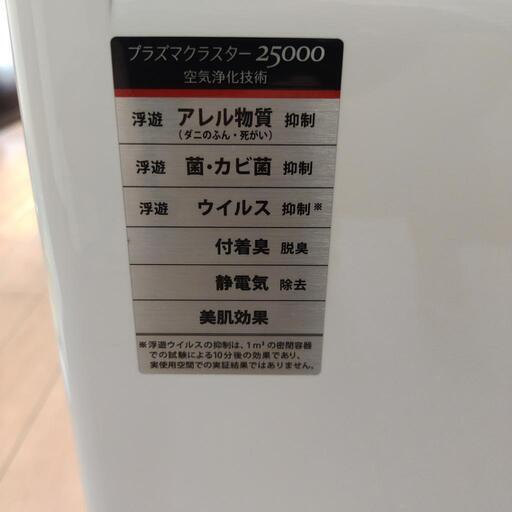 プラズマクラスター 25000
空気浄化技術
浮遊 アレル物質 抑制
(ダニのふん・死がい)
浮遊 菌・カビ菌 抑制
浮遊 ウイルス 抑制※
付着臭 脱臭
静電気 除去
美肌効果
※浮遊ウイルスの抑制は、1m³の密閉容器
での試験による10分後の効果であり、
実使用空間での実証結果ではありません。